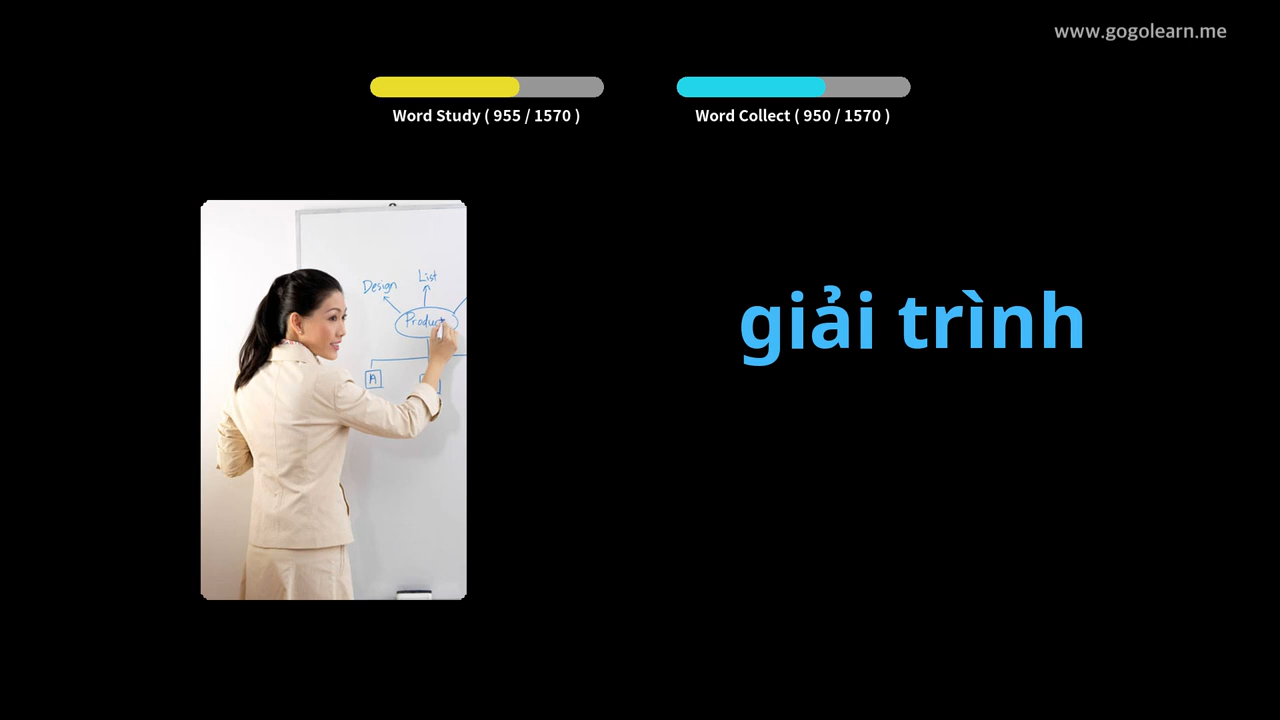 www.gogolearn.me
Word Study ( 955 / 1570 )
Word Collect ( 950 / 1570 )
giải trình
Design
List
Product
A